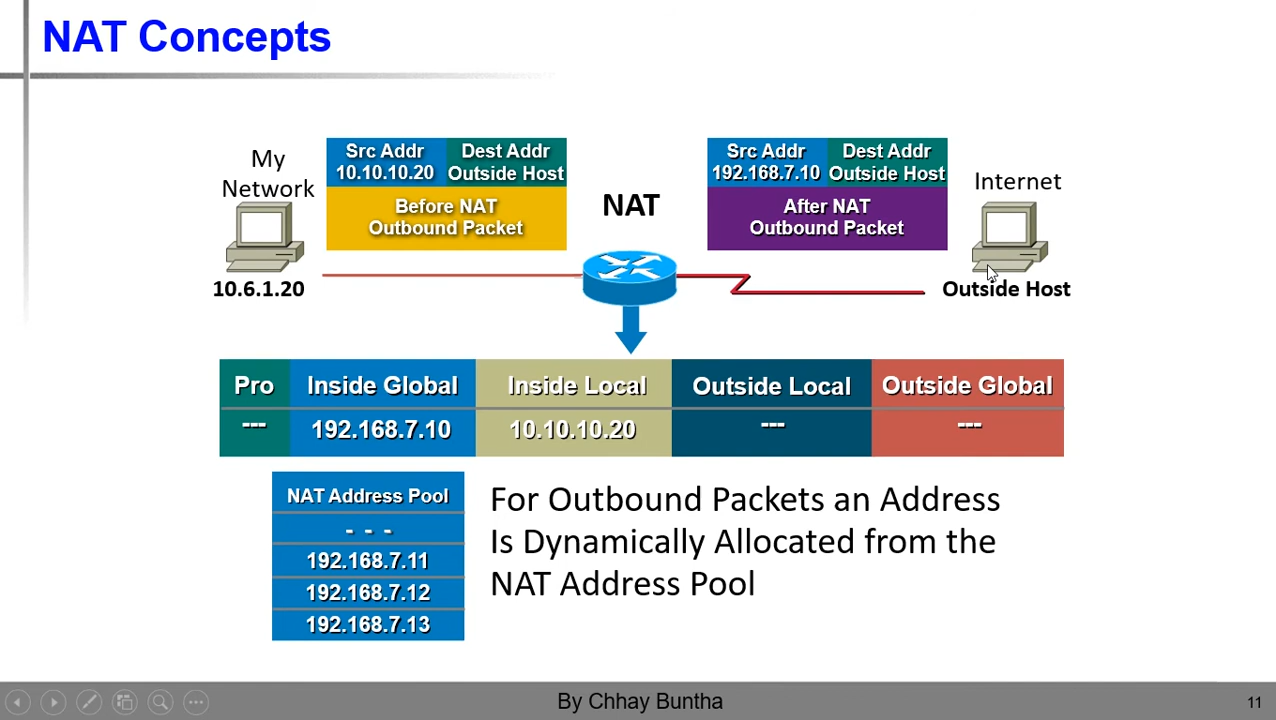 NAT Concepts
My
Network
Src Addr
10.10.10.20
Dest Addr
Outside Host
Before NAT
Outbound Packet
NAT
Src Addr
192.168.7.10
Dest Addr
Outside Host
After NAT
Outbound Packet
Internet
10.6.1.20
Outside Host
Pro Inside Global Inside Local Outside Local Outside Global
--- 192.168.7.10 10.10.10.20 --- ---
NAT Address Pool
- - -
192.168.7.11
192.168.7.12
192.168.7.13
For Outbound Packets an Address
Is Dynamically Allocated from the
NAT Address Pool
By Chhay Buntha
11